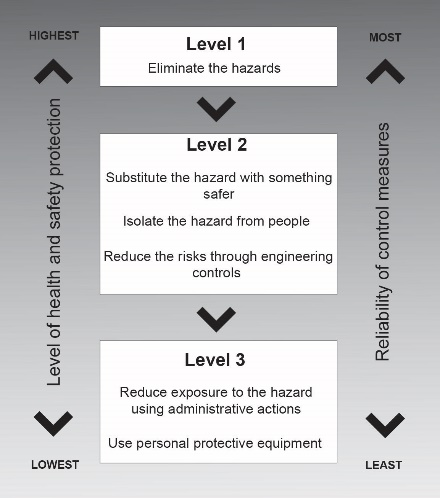 HIGHEST
MOST
Level 1
Eliminate the hazards
Level 2
Substitute the hazard with something
safer
Isolate the hazard from people
Reduce the risks through engineering
controls
Level 3
Reduce exposure to the hazard
using administrative actions
Use personal protective equipment
Level of health and safety protection
Reliability of control measures
LOWEST
LEAST